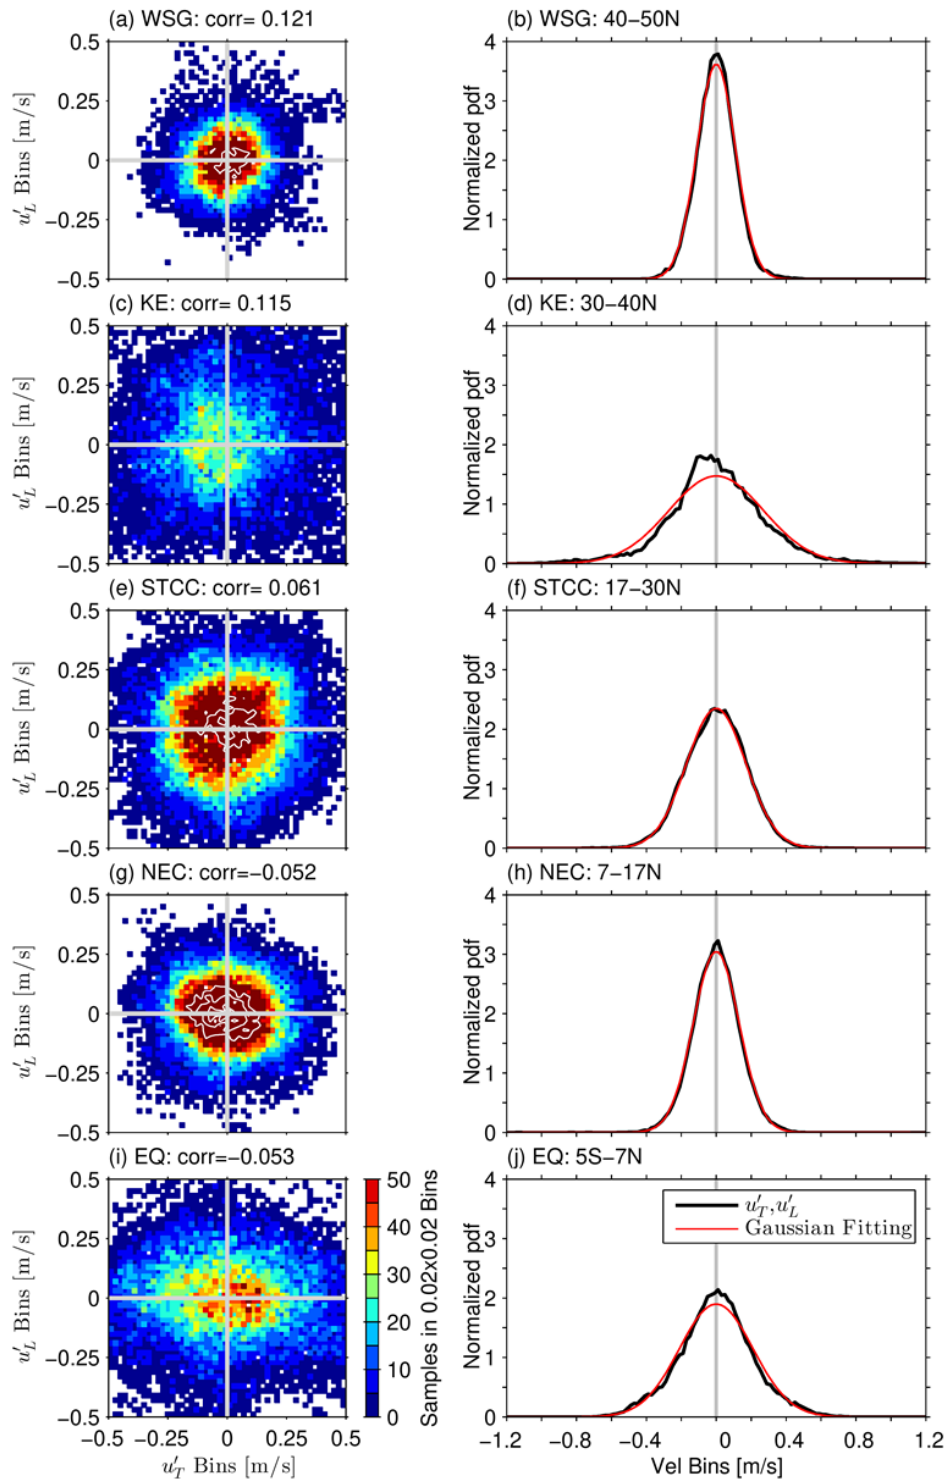 (a) WSG: corr= 0.121
(b) WSG: 40−50N
0.5
0.25
0
−0.25
−0.5
u′L Bins [m/s]
4
3
2
1
0
Normalized pdf
(c) KE: corr= 0.115
(d) KE: 30−40N
0.5
0.25
0
−0.25
−0.5
u′L Bins [m/s]
4
3
2
1
0
Normalized pdf
(e) STCC: corr= 0.061
(f) STCC: 17−30N
0.5
0.25
0
−0.25
−0.5
u′L Bins [m/s]
4
3
2
1
0
Normalized pdf
(g) NEC: corr=−0.052
(h) NEC: 7−17N
0.5
0.25
0
−0.25
−0.5
u′L Bins [m/s]
4
3
2
1
0
Normalized pdf
(i) EQ: corr=−0.053
(j) EQ: 5S−7N
0.5
0.25
0
−0.25
−0.5
u′L Bins [m/s]
−0.5 −0.25 0 0.25 0.5
u′T Bins [m/s]
50
40
30
20
10
0
Samples in 0.02x0.02 Bins
4
3
2
1
0
Normalized pdf
u′T,u′L
Gaussian Fitting
−1.2 −0.8 −0.4 0 0.4 0.8 1.2
Vel Bins [m/s]